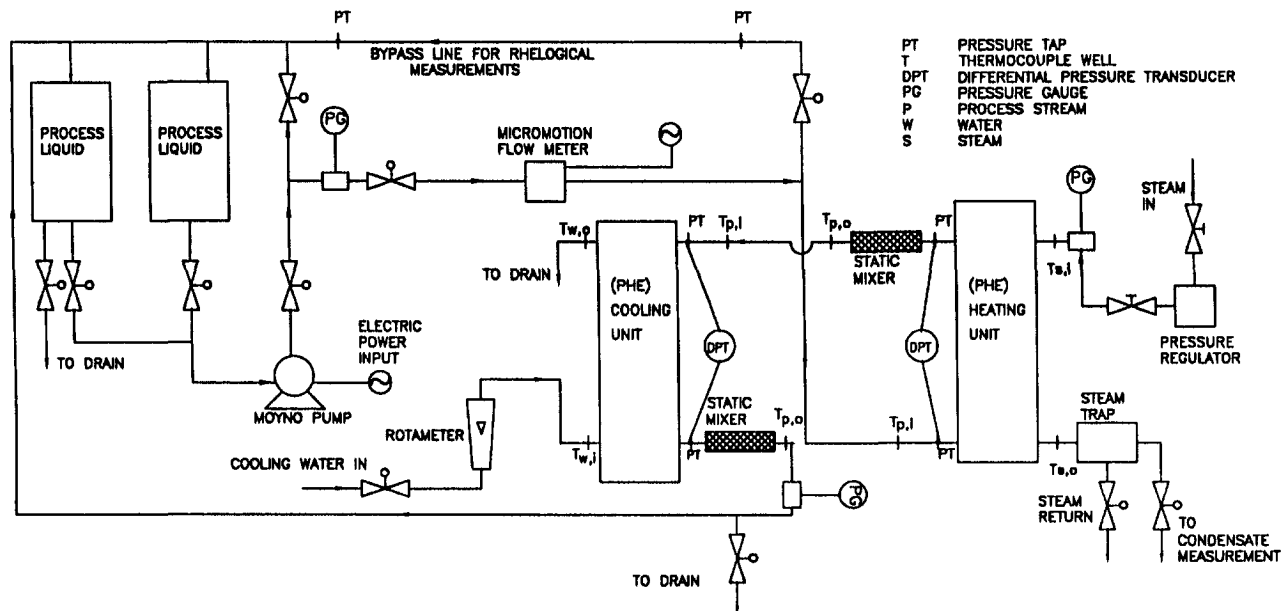 PT
PT
BYPASS LINE FOR RHELOGICAL
MEASUREMENTS
PT PRESSURE TAP
T THERMOCOUPLE WELL
DPT DIFFERENTIAL PRESSURE TRANSDUCER
PG PRESSURE GAUGE
P PROCESS STREAM
W WATER
S STEAM
PROCESS
LIQUID
PROCESS
LIQUID
PG
MICROMOTION
FLOW METER
PG
STEAM
IN
Tw,o
PT
Tp,i
Tp,o
PT
STATIC
MIXER
Ts,i
TO DRAIN
(PHE)
COOLING
UNIT
(PHE)
HEATING
UNIT
DPT
DPT
PRESSURE
REGULATOR
TO DRAIN
ELECTRIC
POWER
INPUT
MOYNO PUMP
ROTAMETER
STATIC
MIXER
Tp,o
Tp,i
STEAM
TRAP
Tw,i
PT
PT
Ts,o
COOLING WATER IN
PG
STEAM
RETURN
TO
CONDENSATE
MEASUREMENT
TO DRAIN